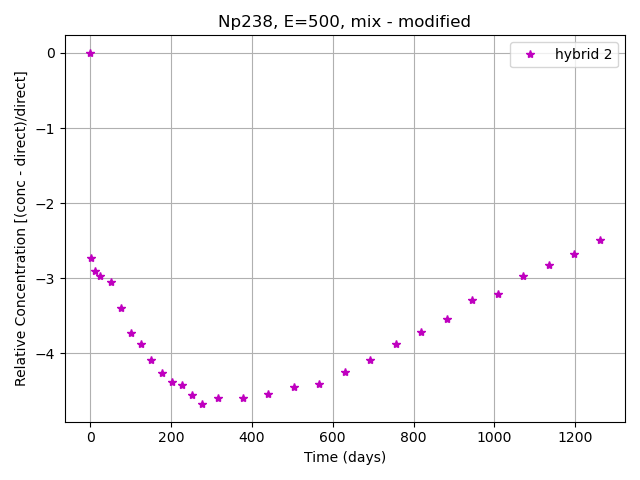 Np238, E=500, mix - modified
hybrid 2
Relative Concentration [(conc - direct)/direct]
0
−1
−2
−3
−4
0 200 400 600 800 1000 1200
Time (days)